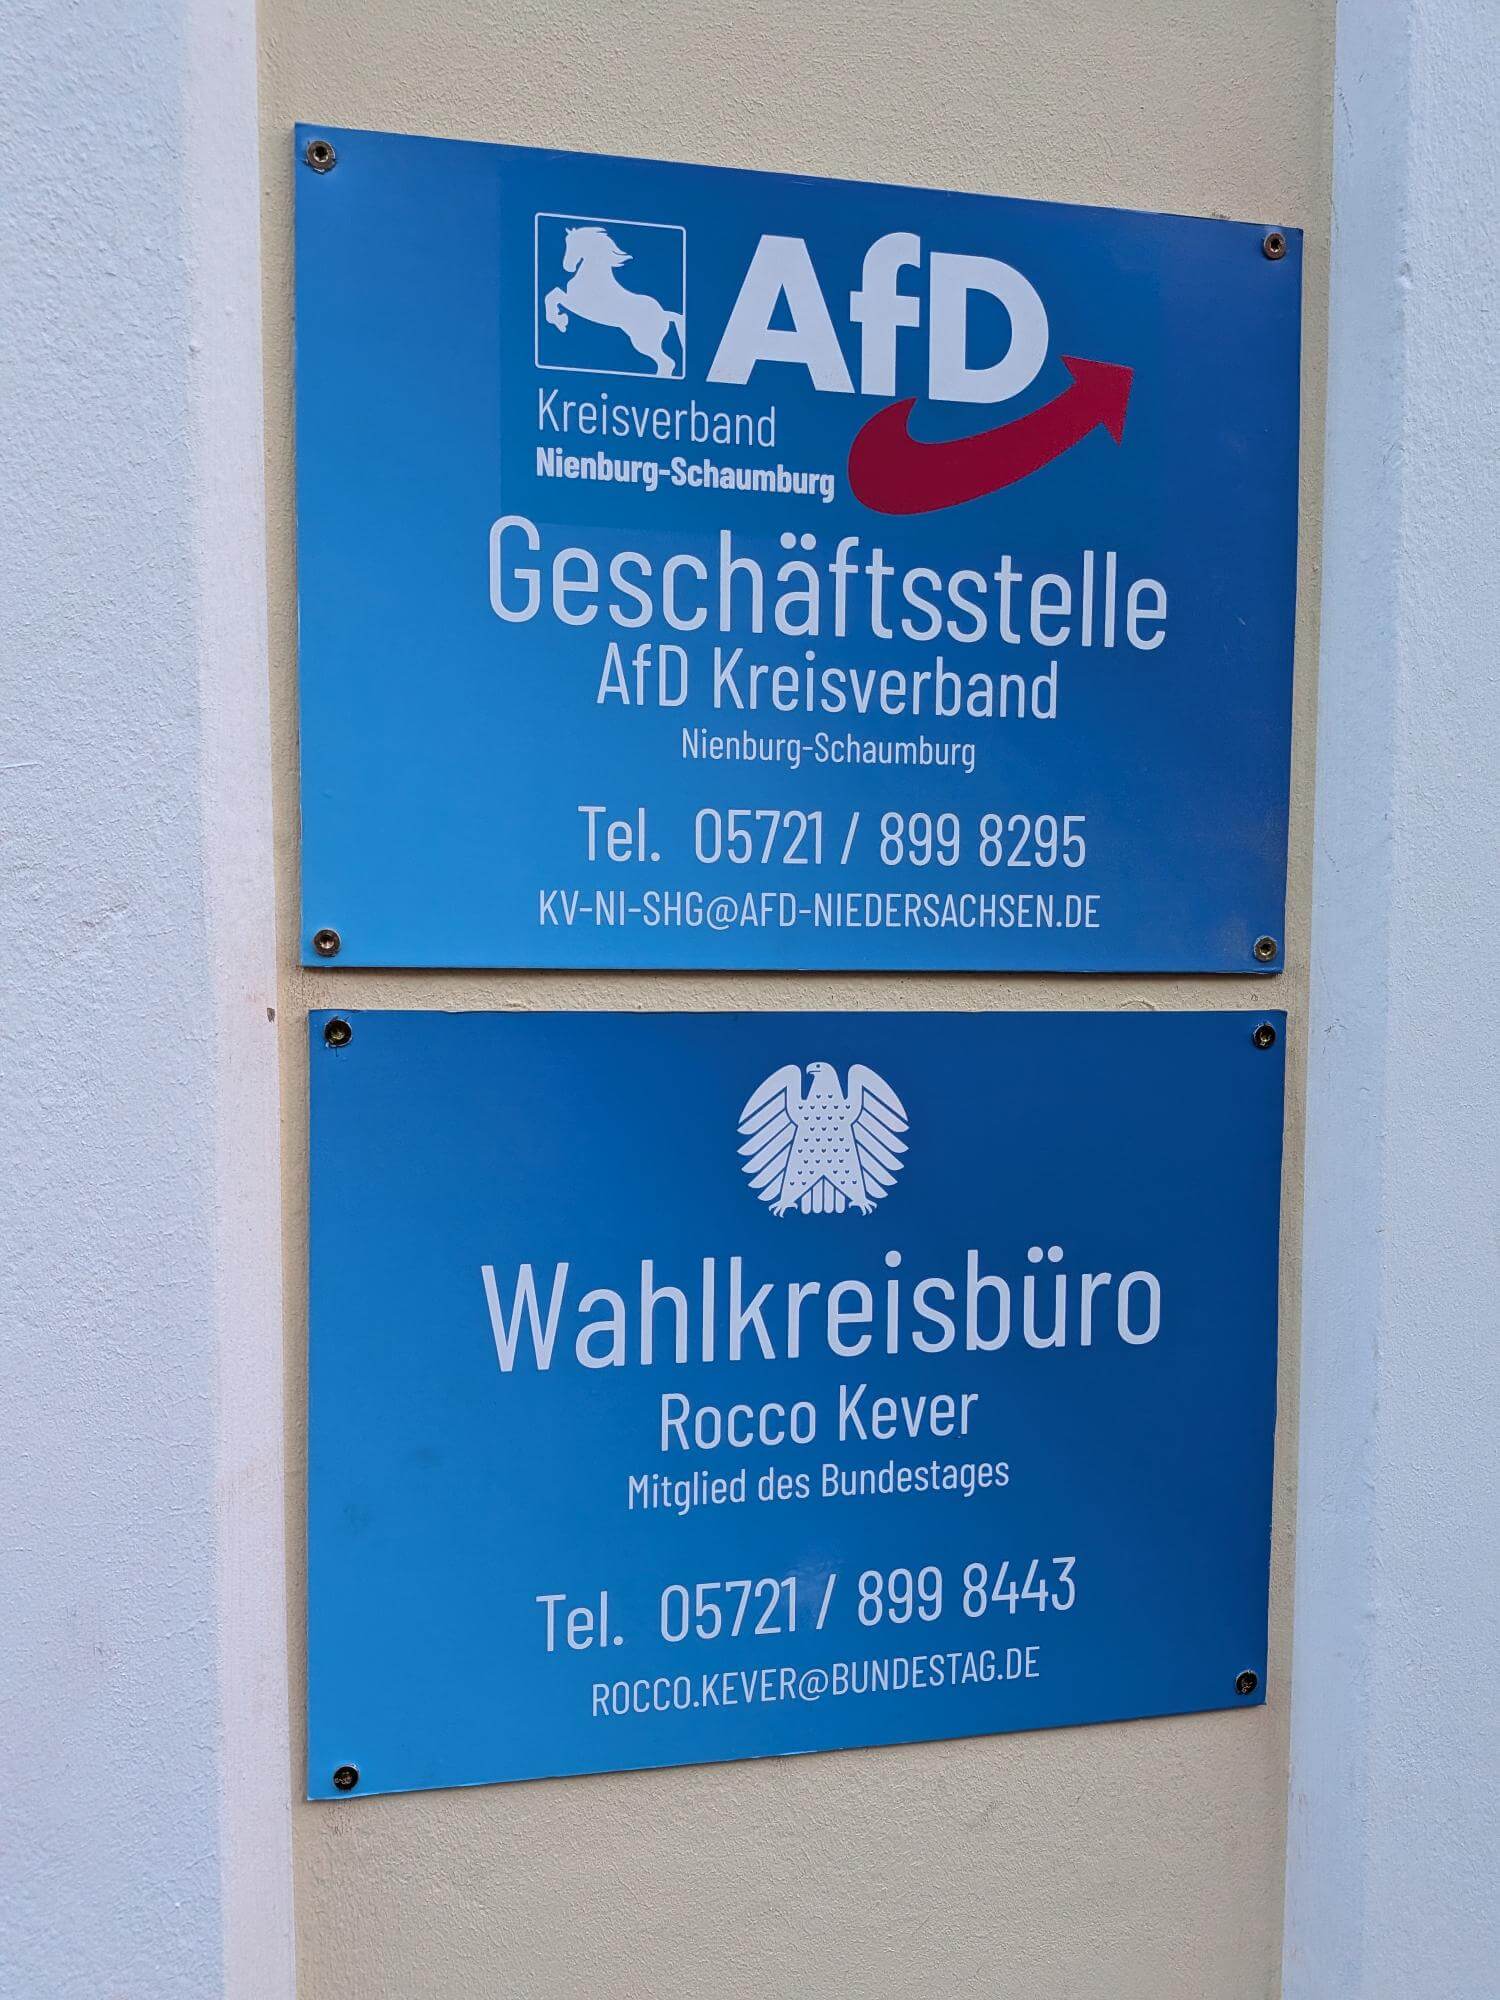 AfD
Kreisverband
Nienburg-Schaumburg
Geschäftsstelle
AfD Kreisverband
Nienburg-Schaumburg
Tel. 05721 / 899 8295
KV-NI-SHG@AFD-NIEDERSACHSEN.DE
Wahlkreisbüro
Rocco Kever
Mitglied des Bundestages
Tel. 05721 / 899 8443
ROCCO.KEVER@BUNDESTAG.DE